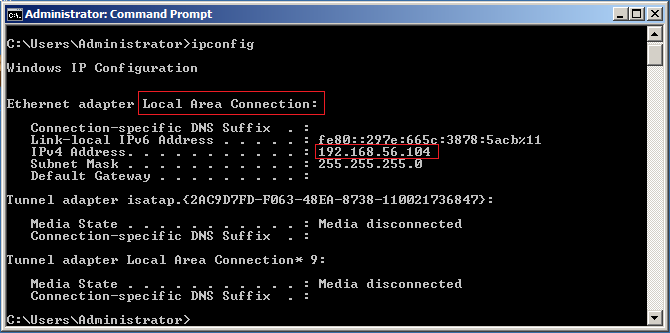 Administrator: Command Prompt
C:\Users\Administrator>ipconfig
Windows IP Configuration
Ethernet adapter Local Area Connection:
Connection-specific DNS Suffix . :
Link-local IPv6 Address . . . . . : fe80::297e:665c:3878:5acb%11
IPv4 Address. . . . . . . . . . . : 192.168.56.104
Subnet Mask . . . . . . . . . . . : 255.255.255.0
Default Gateway . . . . . . . . . :
Tunnel adapter isatap.{2AC9D7FD-F063-48EA-8738-110021736847}:
Media State . . . . . . . . . . . : Media disconnected
Connection-specific DNS Suffix . :
Tunnel adapter Local Area Connection* 9:
Media State . . . . . . . . . . . : Media disconnected
Connection-specific DNS Suffix . :
C:\Users\Administrator>